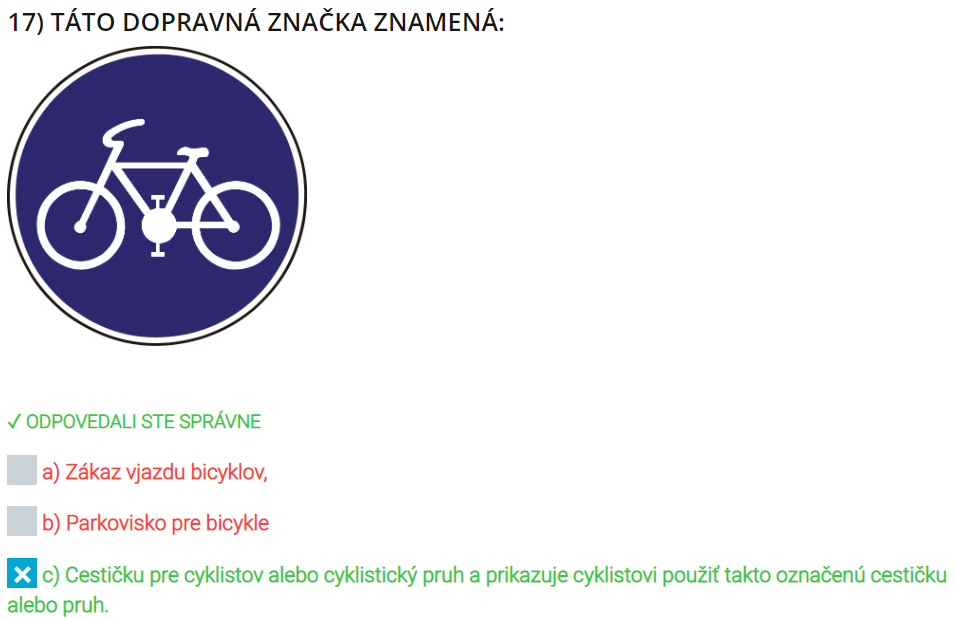 17) TÁTO DOPRAVNÁ ZNAČKA ZNAMENÁ:
✓ ODPOVEDALI STE SPRÁVNE
a) Zákaz vjazdu bicyklov,
b) Parkovisko pre bicykle
c) Cestičku pre cyklistov alebo cyklistický pruh a prikazuje cyklistovi použiť takto označenú cestičku
alebo pruh.